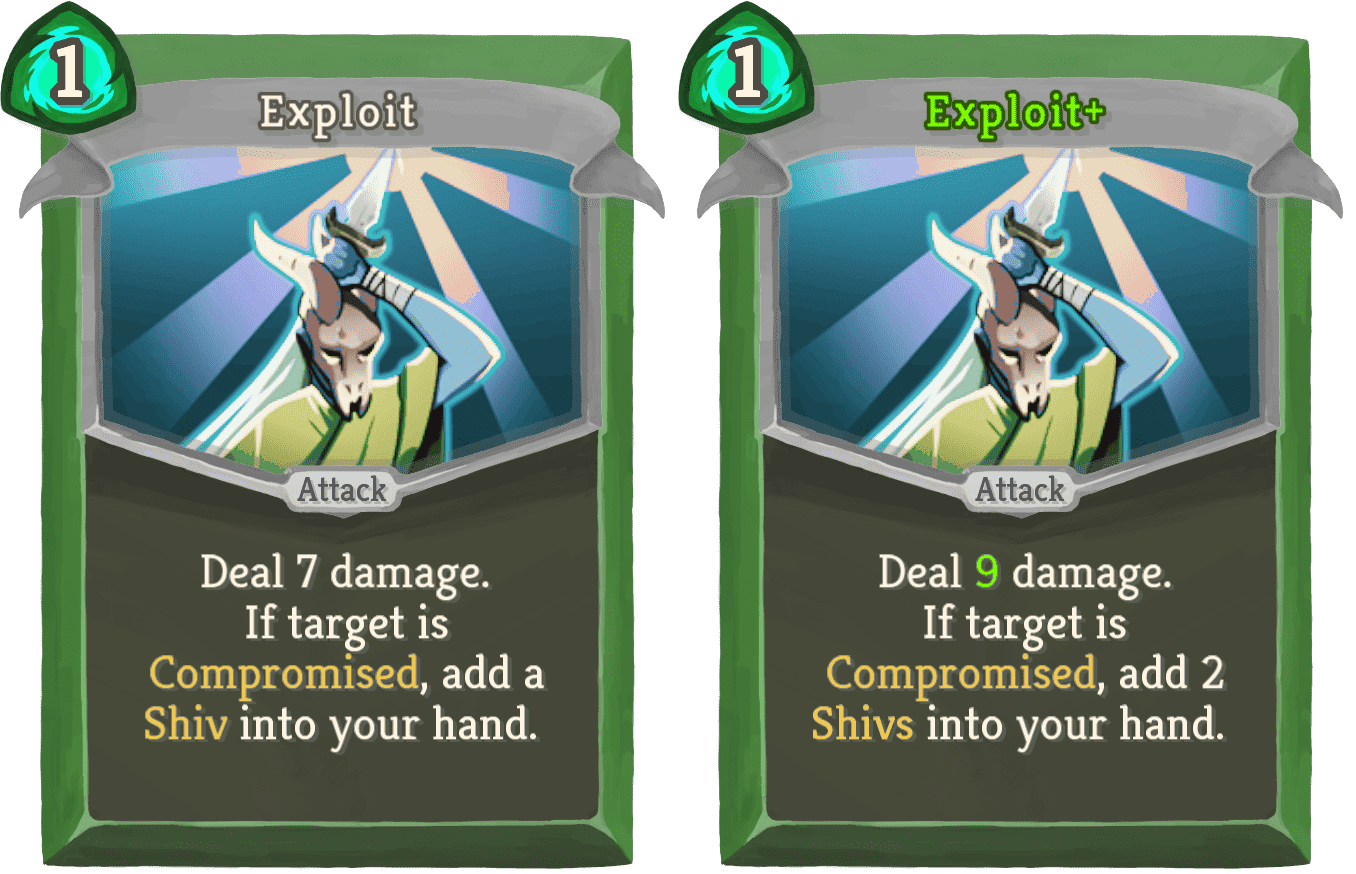 1
Exploit
Attack
Deal 7 damage.
If target is
Compromised, add a
Shiv into your hand.
1
Exploit+
Attack
Deal 9 damage.
If target is
Compromised, add 2
Shivs into your hand.